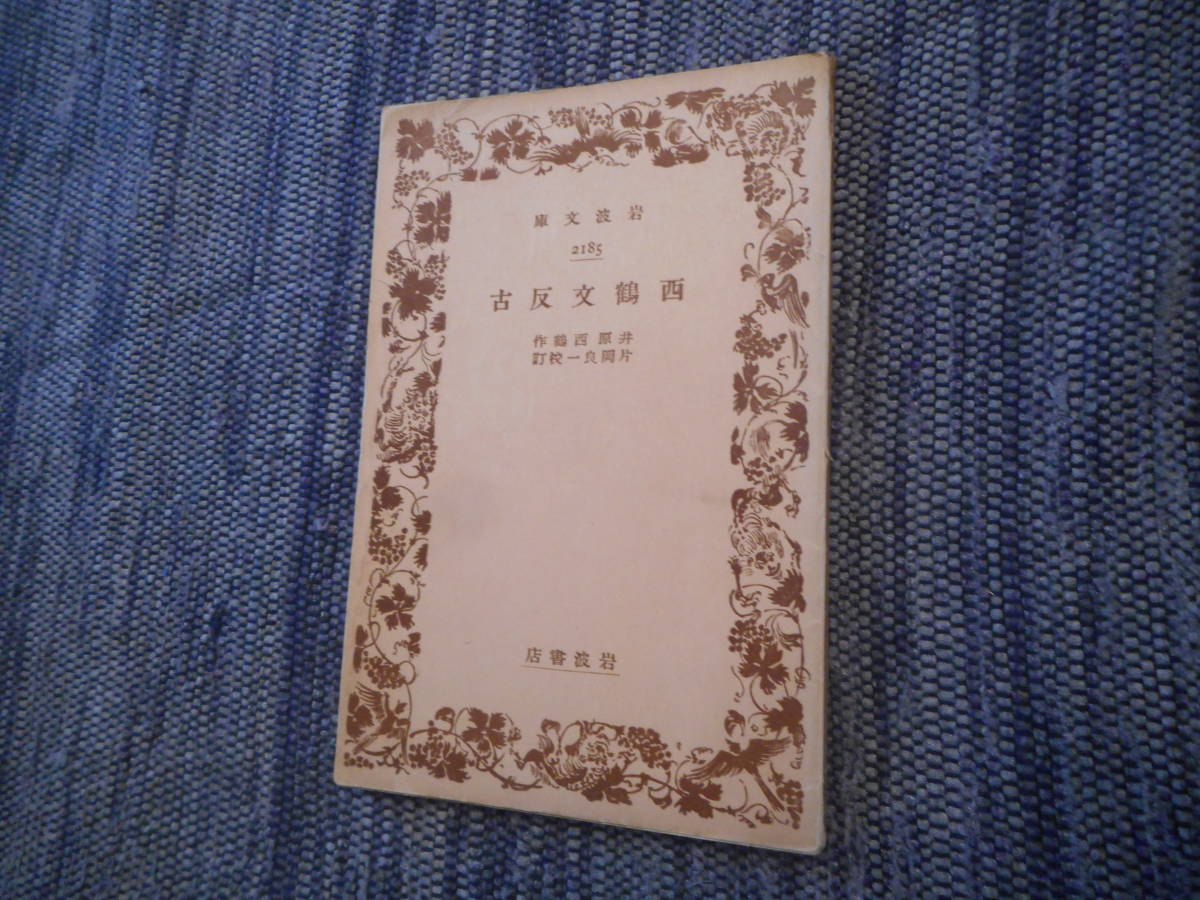 岩波文庫
2185
西鶴文反古
井原西鶴作
片岡良一校訂
岩波書店